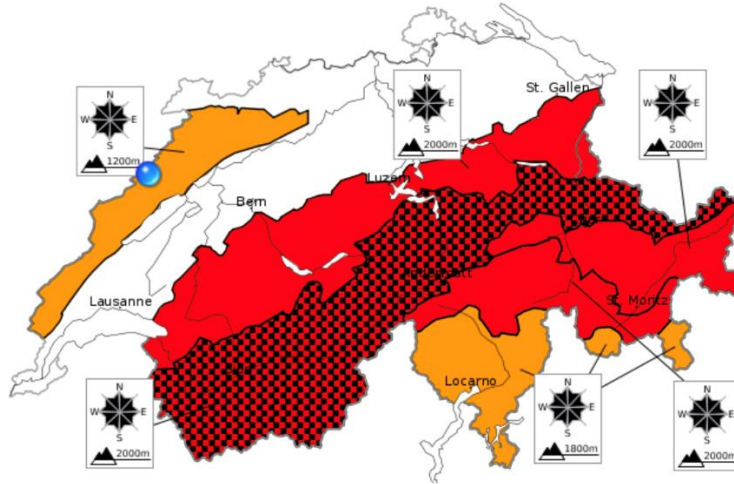 N
W E
S
2000m
St. Gallen
N
W E
S
2000m
N
W E
S
1200m
Luzern
Bern
Lausanne
St. Moritz
Locarno
N
W E
S
2000m
N
W E
S
1800m
N
W E
S
2000m